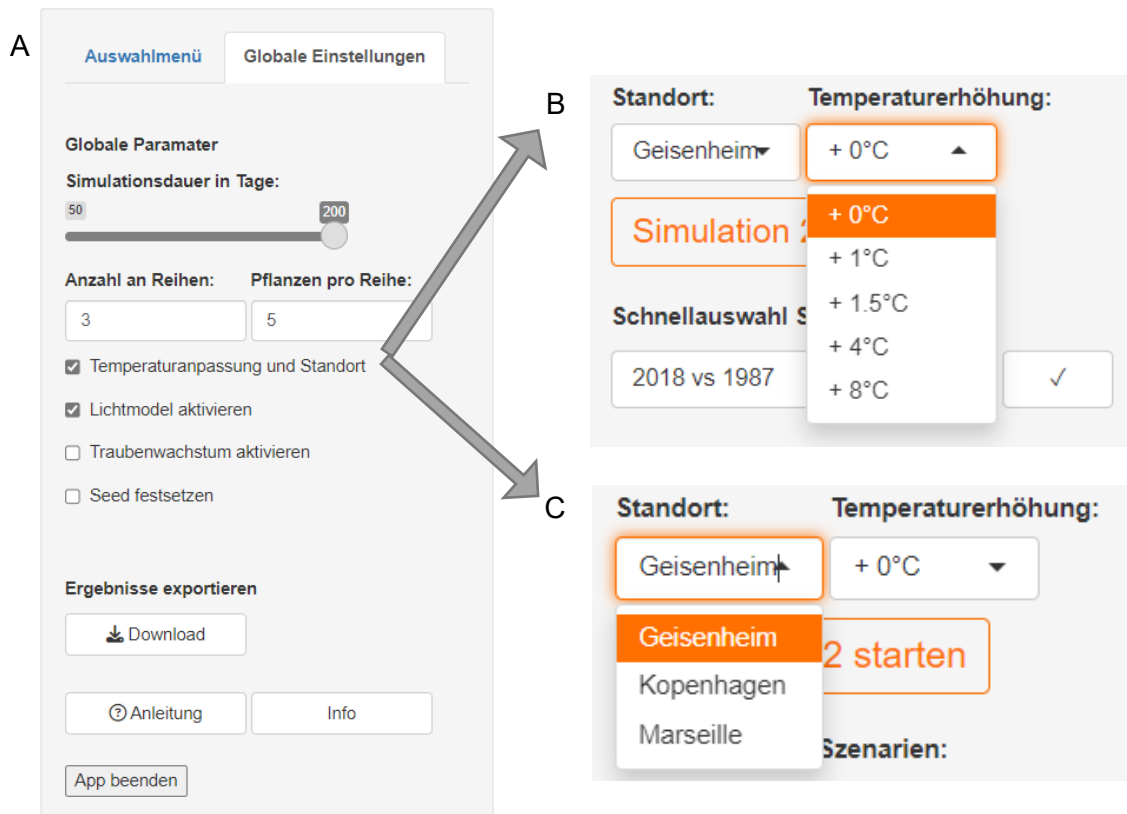 A
Auswahlmenü
Globale Einstellungen
Globale Paramater
Simulationsdauer in Tage:
50
200
Anzahl an Reihen:
Pflanzen pro Reihe:
3
5
Temperaturanpassung und Standort
Lichtmodel aktivieren
Traubenwachstum aktivieren
Seed festsetzen
Ergebnisse exportieren
Download
Anleitung
Info
App beenden
B
Standort:
Temperaturerhöhung:
Geisenheim
+ 0°C
Simulation
+ 0°C
+ 1°C
+ 1.5°C
+ 4°C
+ 8°C
Schnellauswahl S
2018 vs 1987
C
Standort:
Temperaturerhöhung:
Geisenheim
+ 0°C
Geisenheim
Kopenhagen
Marseille
2 starten
Szenarien: